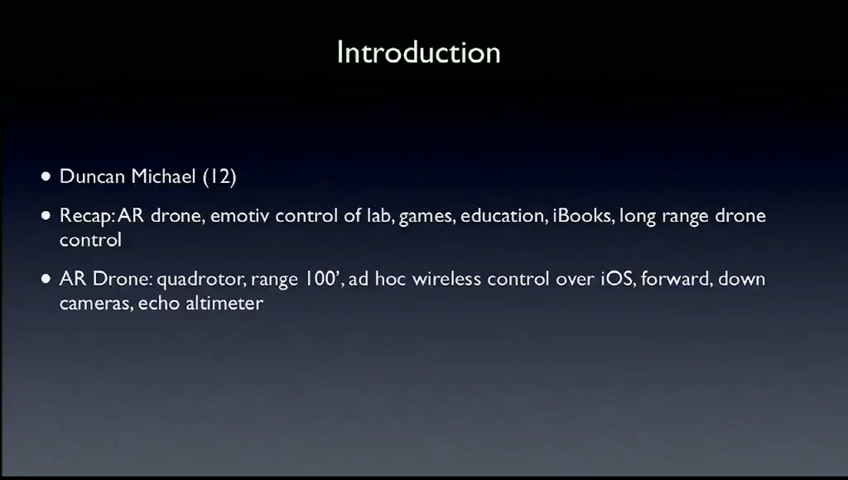 Introduction
• Duncan Michael (12)
• Recap: AR drone, emotiv control of lab, games, education, iBooks, long range drone
control
• AR Drone: quadrotor, range 100’, ad hoc wireless control over iOS, forward, down
cameras, echo altimeter